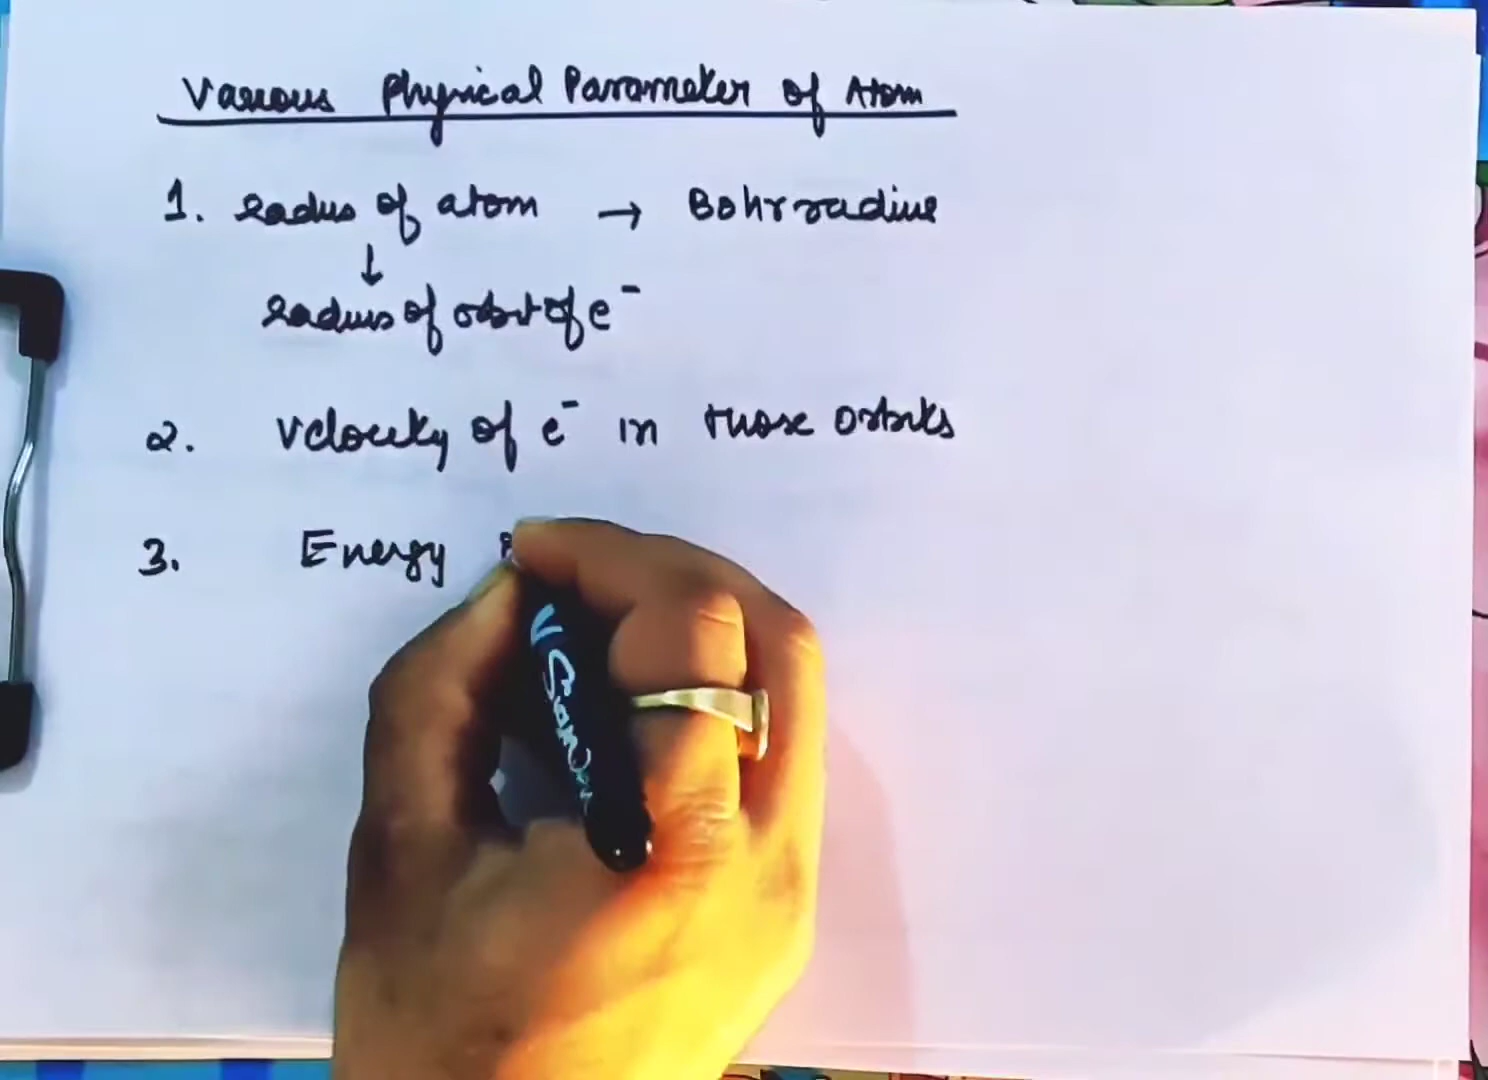 Various Physical Parameter of Atom
1. radius of atom → Bohr radius
↓
radius of orbit of e⁻
2. Velocity of e⁻ in those orbits
3. Energy